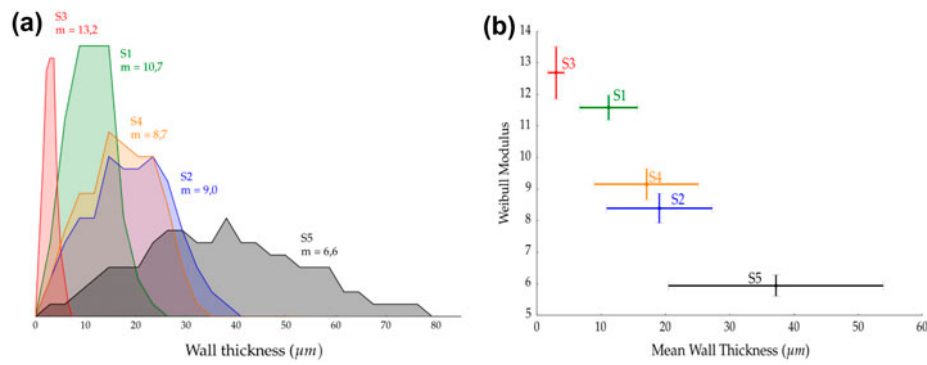 (a)
S3
m = 13,2
S1
m = 10,7
S4
m = 8,7
S2
m = 9,0
S5
m = 6,6
0 10 20 30 40 50 60 70 80
Wall thickness (μm)
(b)
14
13
12
11
10
9
8
7
6
5
Weibull Modulus
S3
S1
S4
S2
S5
0 10 20 30 40 50 60
Mean Wall Thickness (μm)